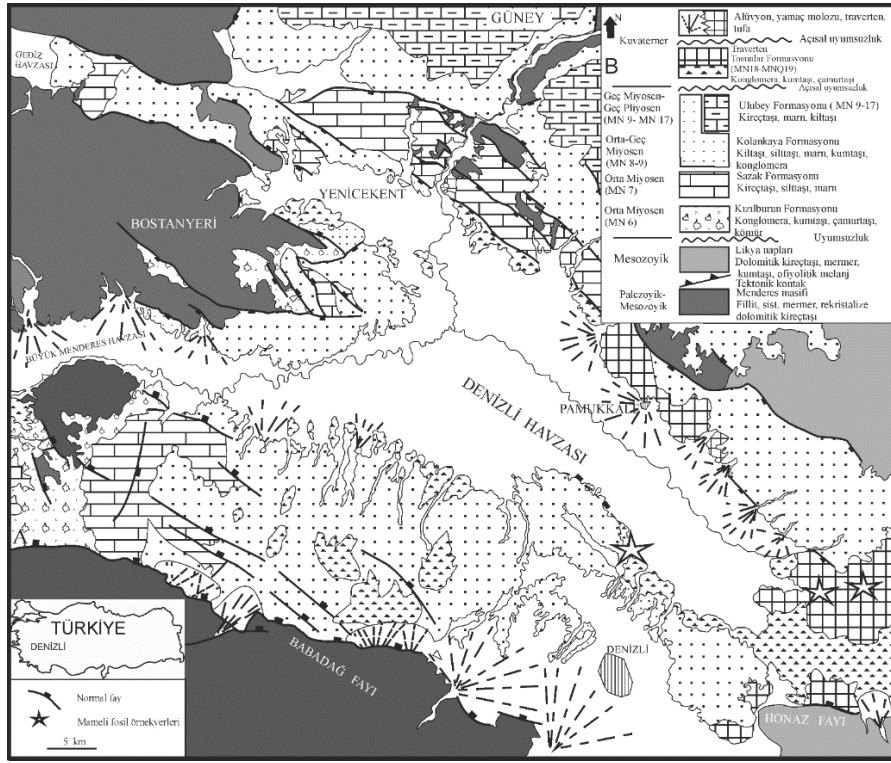 GÜNEY
GEDİZ
HAVZASI
YENİCEKENT
BOSTANYERİ
BÜYÜK MENDERES HAVZASI
DENİZLİ HAVZASI
PAMUKKALE
DENİZLİ
BABADAĞ FAYI
HONAZ FAYI
A
TÜRKİYE
DENİZLİ
Normal fay
Mameli fosil örnekyerleri
5 km
N
B
Kuvaterner
Alüvyon, yamaç molozu, traverten,
tufa
Açısal uyumsuzluk
Traverten
Tosunlar Formasyonu
(MN18-MNQ19)
Konglomera, kumtaşı, çamurtaşı
Açısal uyumsuzluk
Geç Miyosen-
Geç Pliyosen
(MN 9- MN 17)
Ulubey Formasyonu ( MN 9-17)
Kireçtaşı, marn, kiltaşı
Orta-Geç
Miyosen
(MN 8-9)
Kolankaya Formasyonu
Kiltaşı, silttaşı, marn, kumtaşı,
konglomera
Orta Miyosen
(MN 7)
Sazak Formasyonu
Kireçtaşı, silttaşı, marn
Orta Miyosen
(MN 6)
Kızılburun Formasyonu
Konglomera, kumtaşı, çamurtaşı,
kömür
Uyumsuzluk
Mesozoyik
Likya napları
Dolomitik kireçtaşı, mermer,
kumtaşı, ofiyolitik melanj
Tektonik kontak
Paleozoyik-
Mesozoyik
Menderes masifi
Fillit, sist, mermer, rekristalize
dolomitik kireçtaşı